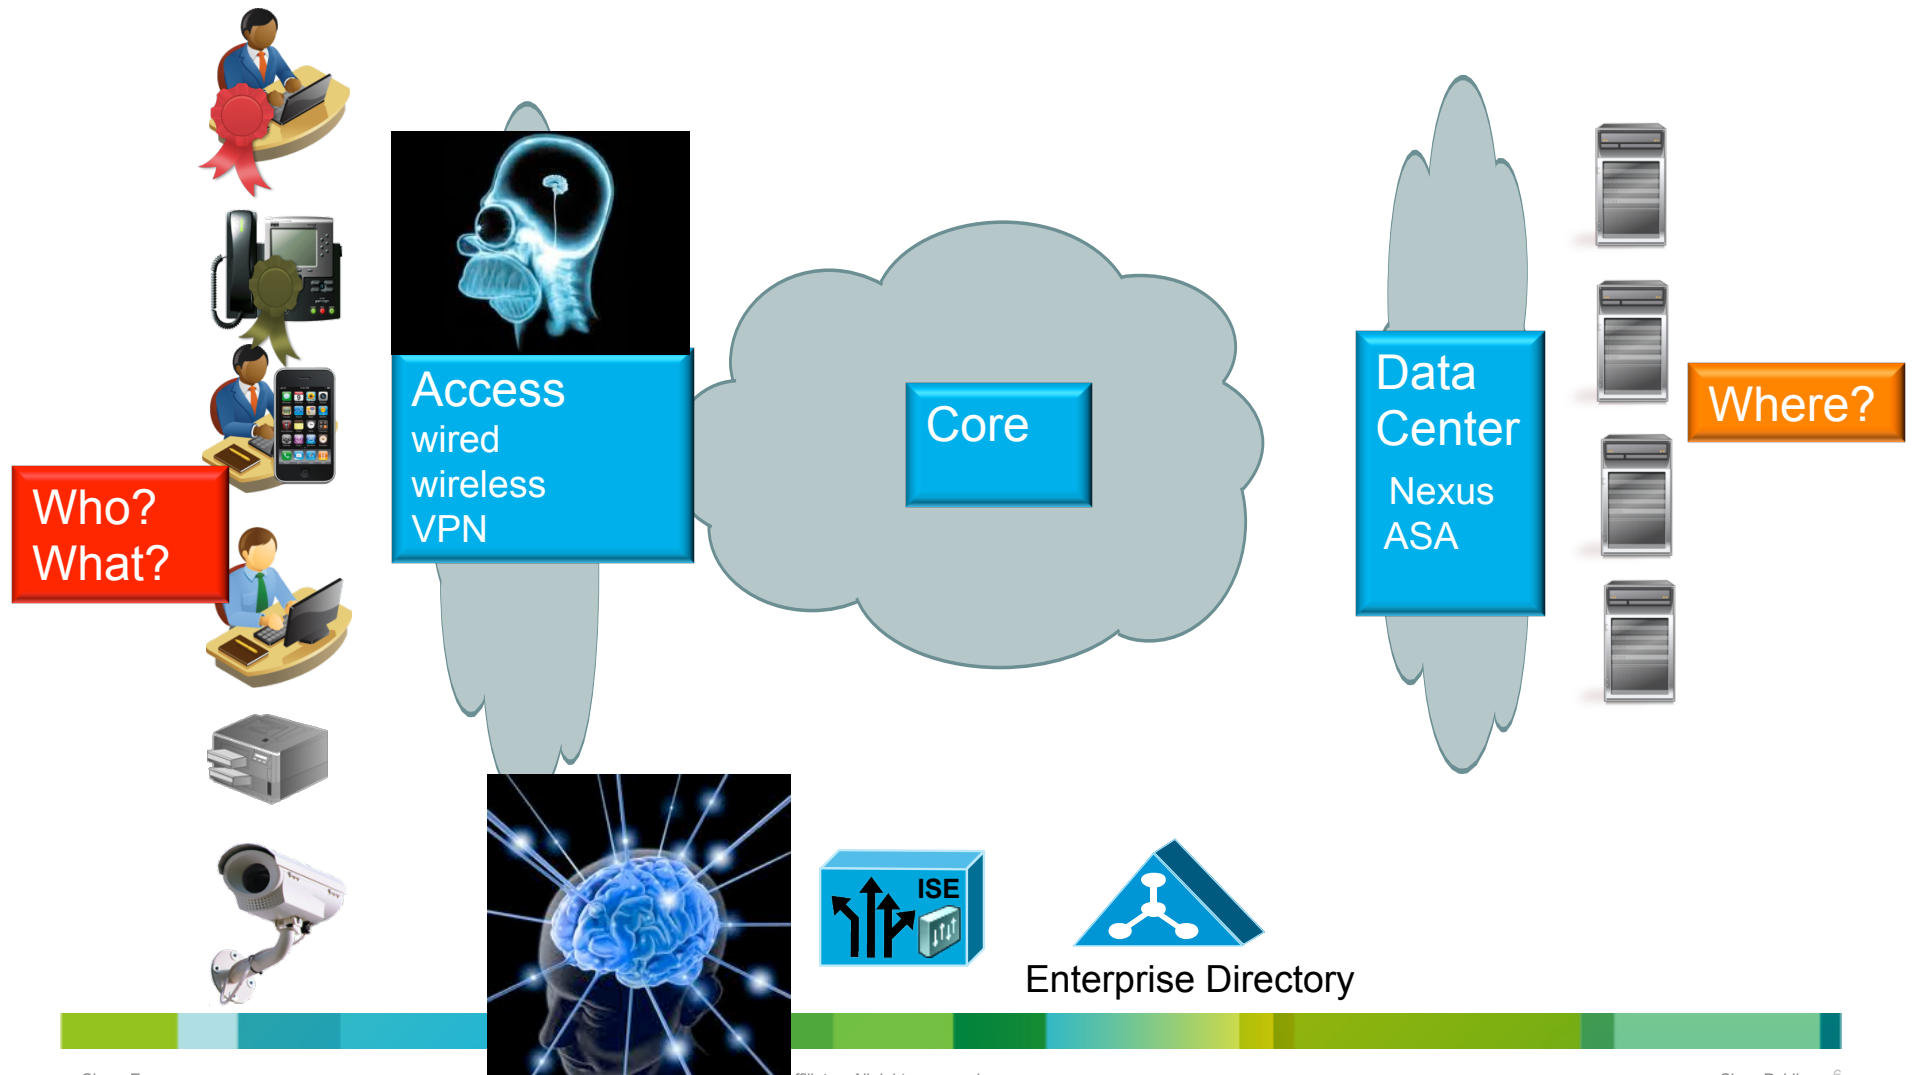 Who?
What?
Access
wired
wireless
VPN
Core
Data
Center
Nexus
ASA
Where?
ISE
Enterprise Directory